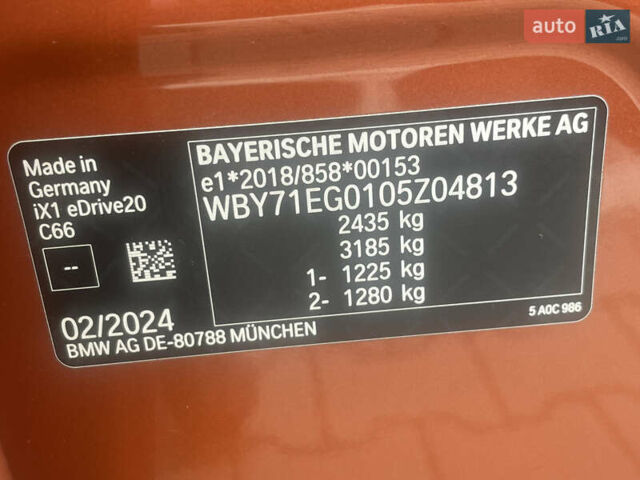 auto RIA .com
BAYERISCHE MOTOREN WERKE AG
e1*2018/858*00153
WBY71EG0105Z04813
2435 kg
3185 kg
1- 1225 kg
2- 1280 kg
Made in
Germany
iX1 eDrive20
C66
--
02/2024
BMW AG DE-80788 MÜNCHEN
5 A0C 986